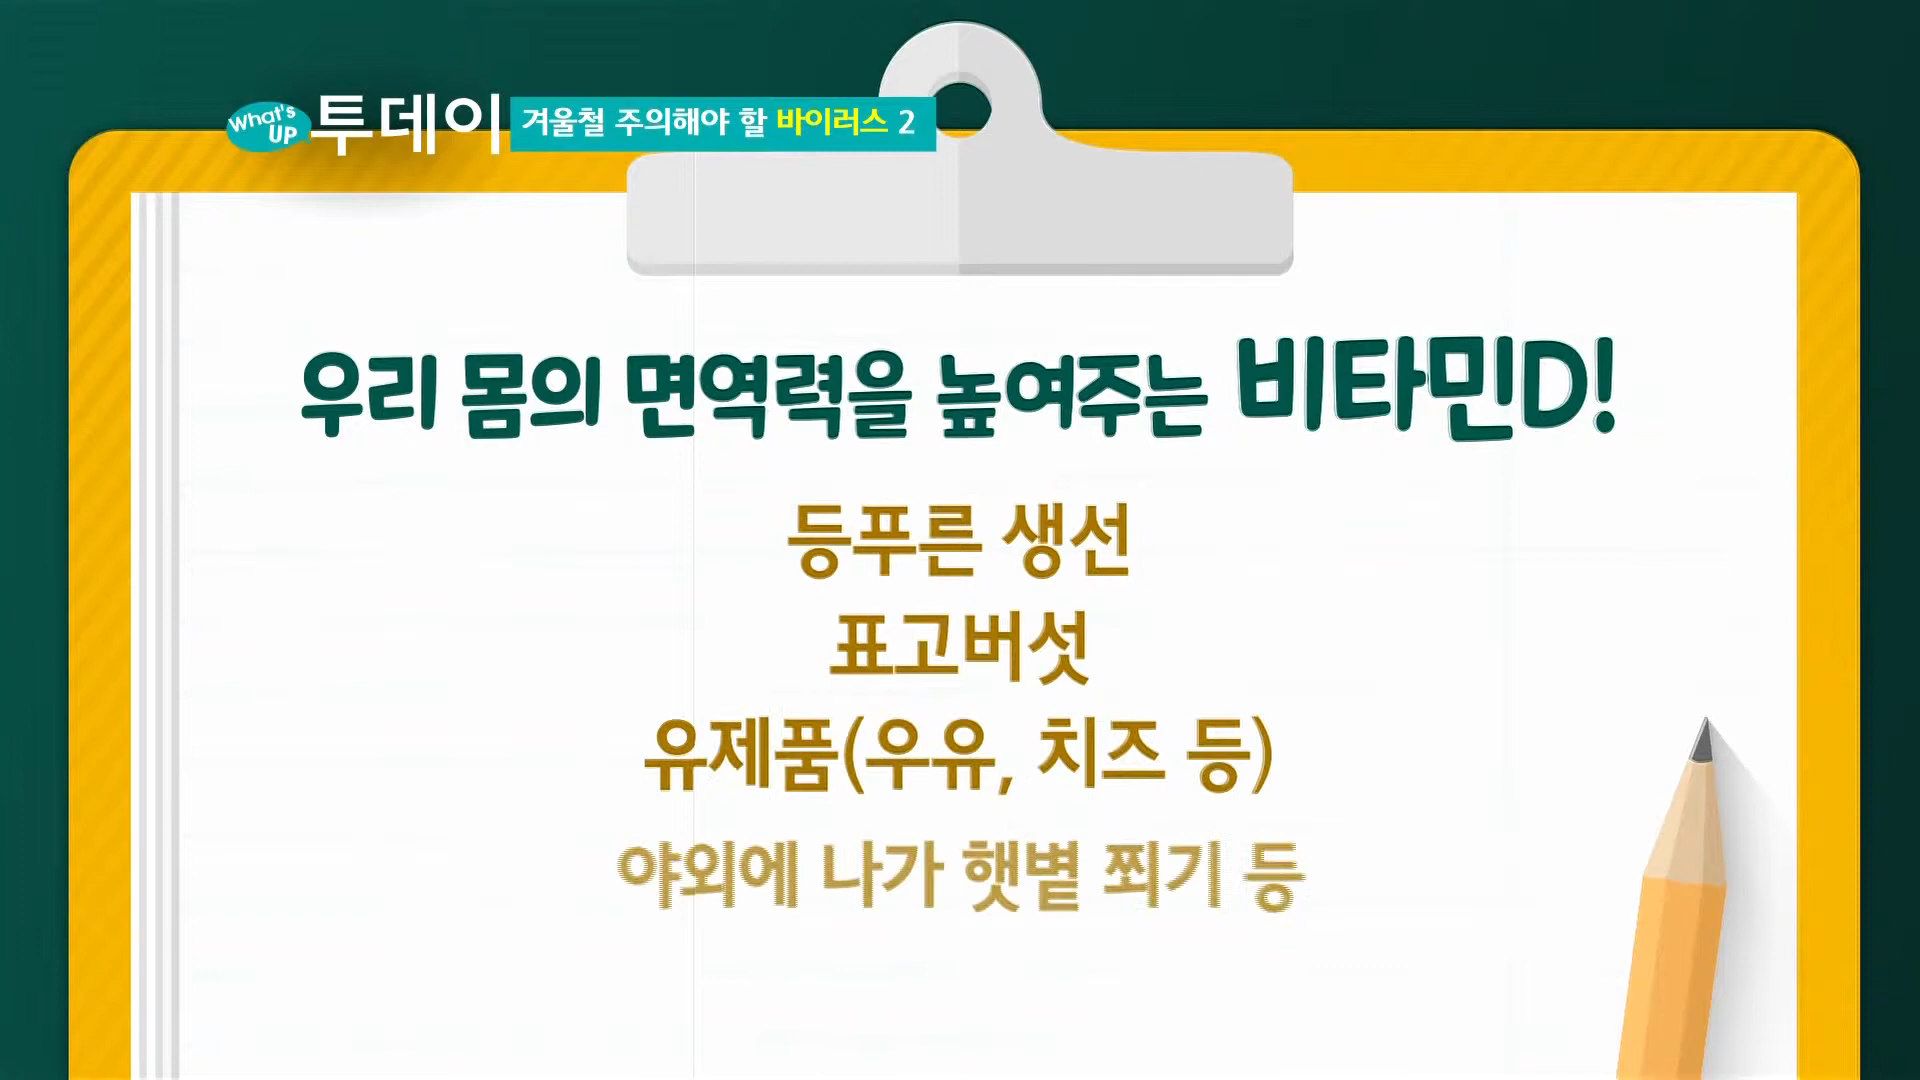 What's UP 투데이 겨울철 주의해야 할 바이러스 2
우리 몸의 면역력을 높여주는 비타민D!
등푸른 생선
표고버섯
유제품(우유, 치즈 등)
야외에 나가 햇볕 쬐기 등